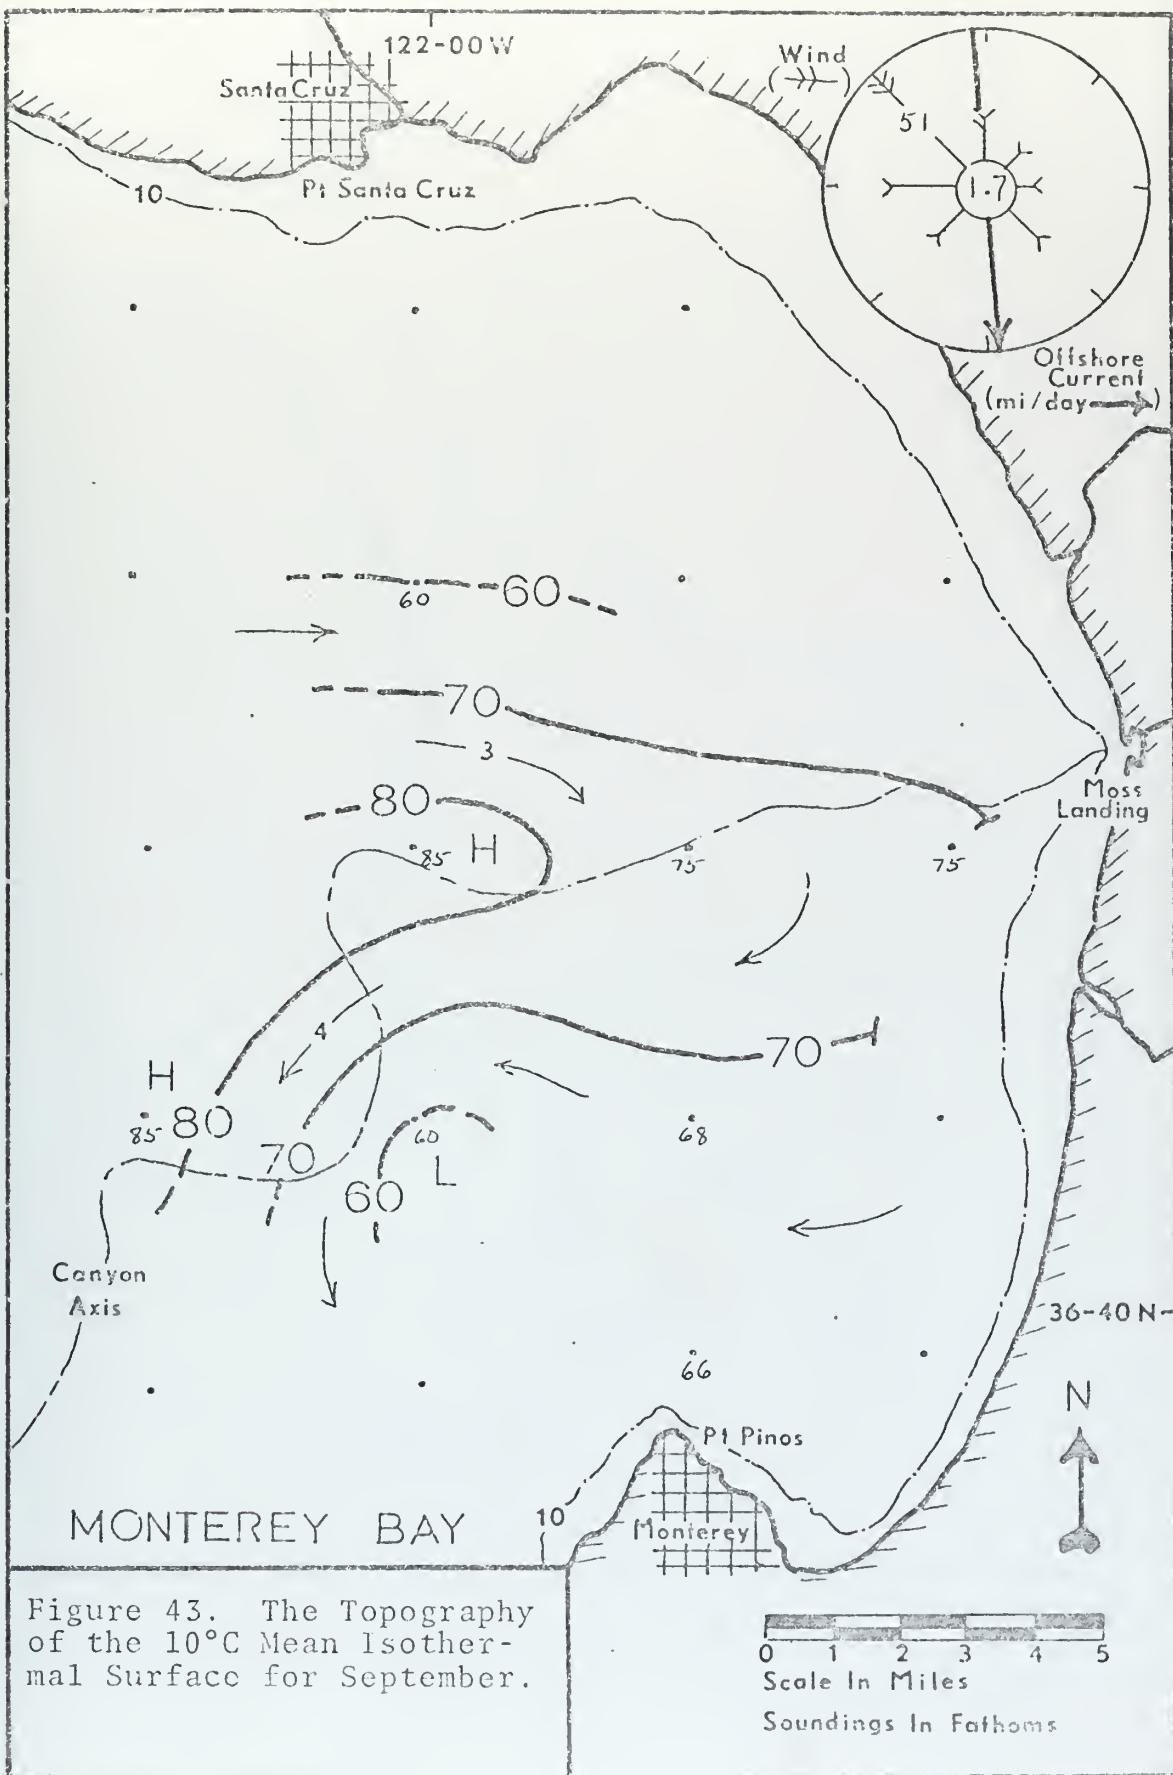 122-00 W
Santa Cruz
Wind
51
1.7
10
Pt Santa Cruz
Offshore
Current
(mi/day)
60
60
70
3
80
85
H
75
75
Moss
Landing
4
70
H
85
80
70
60
60
L
68
Canyon
Axis
36-40 N
66
N
Pt Pinos
MONTEREY BAY
10
Monterey
Figure 43. The Topography
of the 10°C Mean Isother-
mal Surface for September.
0 1 2 3 4 5
Scale In Miles
Soundings In Fathoms